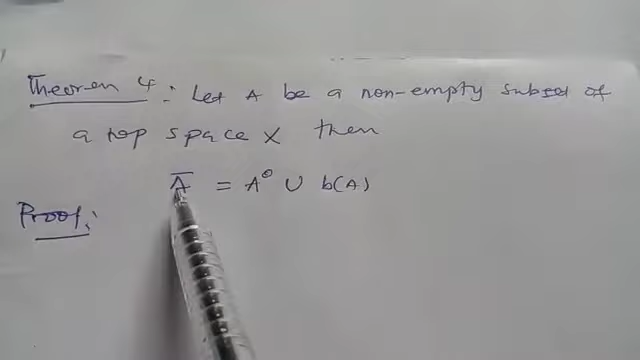 Theorem 4 : Let A be a non-empty subset of
a top space X then
A̅ = A° ∪ b(A)
Proof: